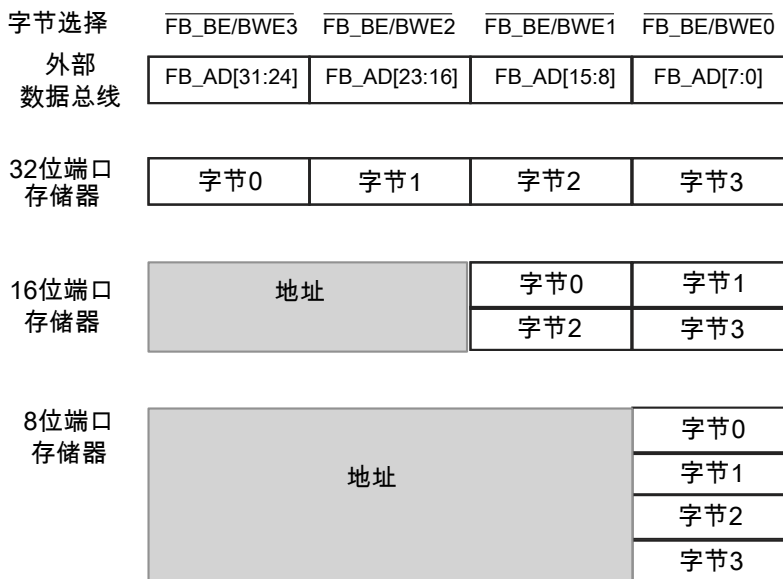 字节选择 FB_BE/BWE3 FB_BE/BWE2 FB_BE/BWE1 FB_BE/BWE0
外部
数据总线
FB_AD[31:24] FB_AD[23:16] FB_AD[15:8] FB_AD[7:0]
32位端口
存储器
字节0 字节1 字节2 字节3
16位端口
存储器
地址
字节0 字节1
字节2 字节3
8位端口
存储器
地址
字节0
字节1
字节2
字节3